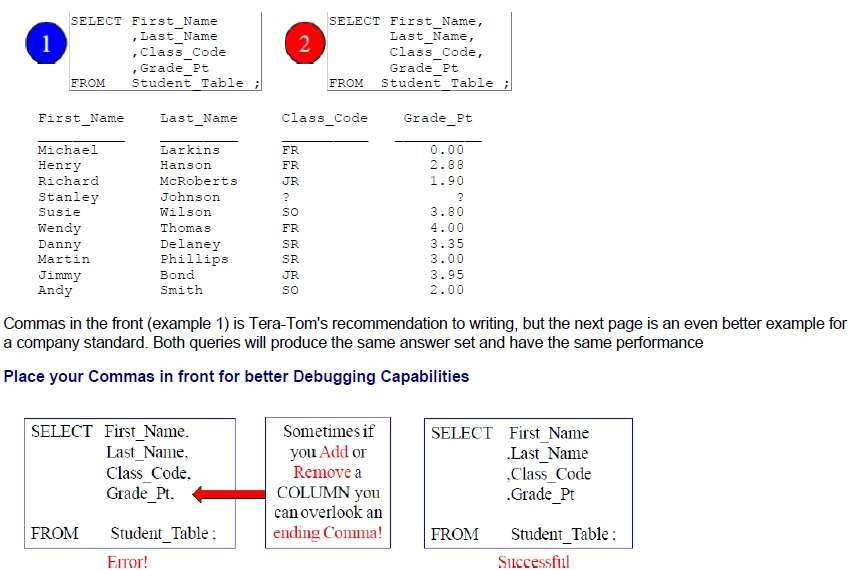 1
SELECT First_Name
,Last_Name
,Class_Code
,Grade_Pt
FROM Student_Table ;
2
SELECT First_Name,
Last_Name,
Class_Code,
Grade_Pt
FROM Student_Table ;
First_Name Last_Name Class_Code Grade_Pt
Michael Larkins FR 0.00
Henry Hanson FR 2.88
Richard McRoberts JR 1.90
Stanley Johnson ? ?
Susie Wilson SO 3.80
Wendy Thomas FR 4.00
Danny Delaney SR 3.35
Martin Phillips SR 3.00
Jimmy Bond JR 3.95
Andy Smith SO 2.00
Commas in the front (example 1) is Tera-Tom's recommendation to writing, but the next page is an even better example for
a company standard. Both queries will produce the same answer set and have the same performance
Place your Commas in front for better Debugging Capabilities
SELECT First_Name,
Last_Name,
Class_Code,
Grade_Pt,
FROM Student_Table ;
Error!
Sometimes if
you Add or
Remove a
COLUMN you
can overlook an
ending Comma!
SELECT First_Name
,Last_Name
,Class_Code
,Grade_Pt
FROM Student_Table ;
Successful